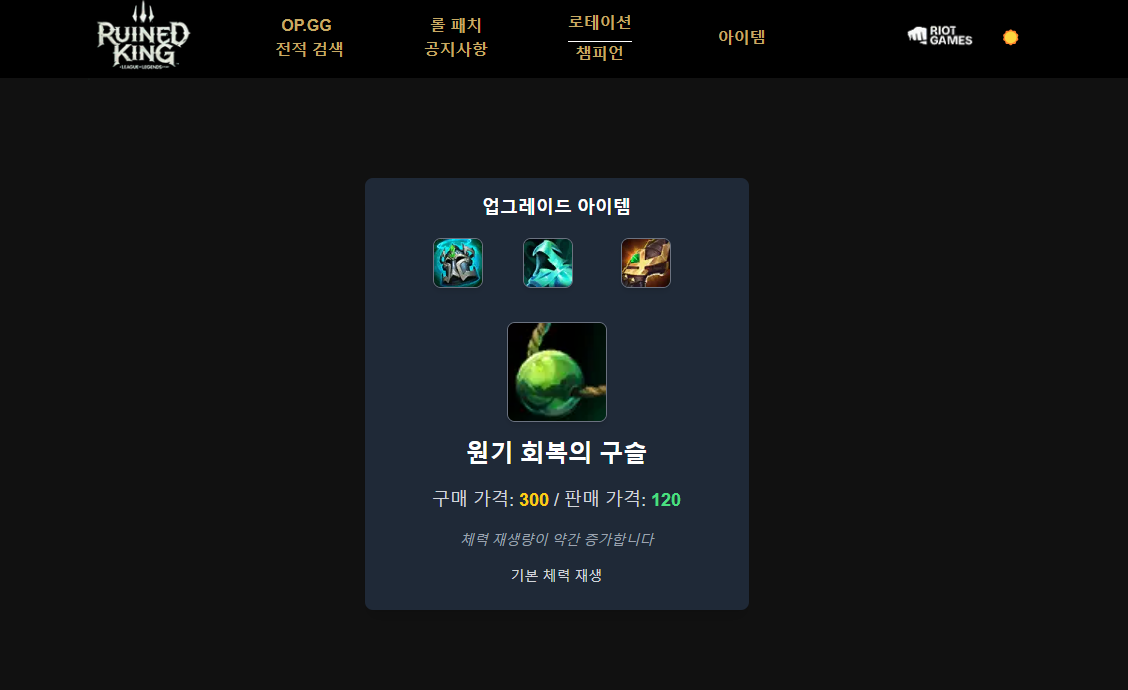 RUINED
KING
A LEAGUE OF LEGENDS STORY
OP.GG
전적 검색
롤 패치
공지사항
로테이션
챔피언
아이템
RIOT
GAMES
업그레이드 아이템
원기 회복의 구슬
구매 가격: 300 / 판매 가격: 120
체력 재생량이 약간 증가합니다
기본 체력 재생